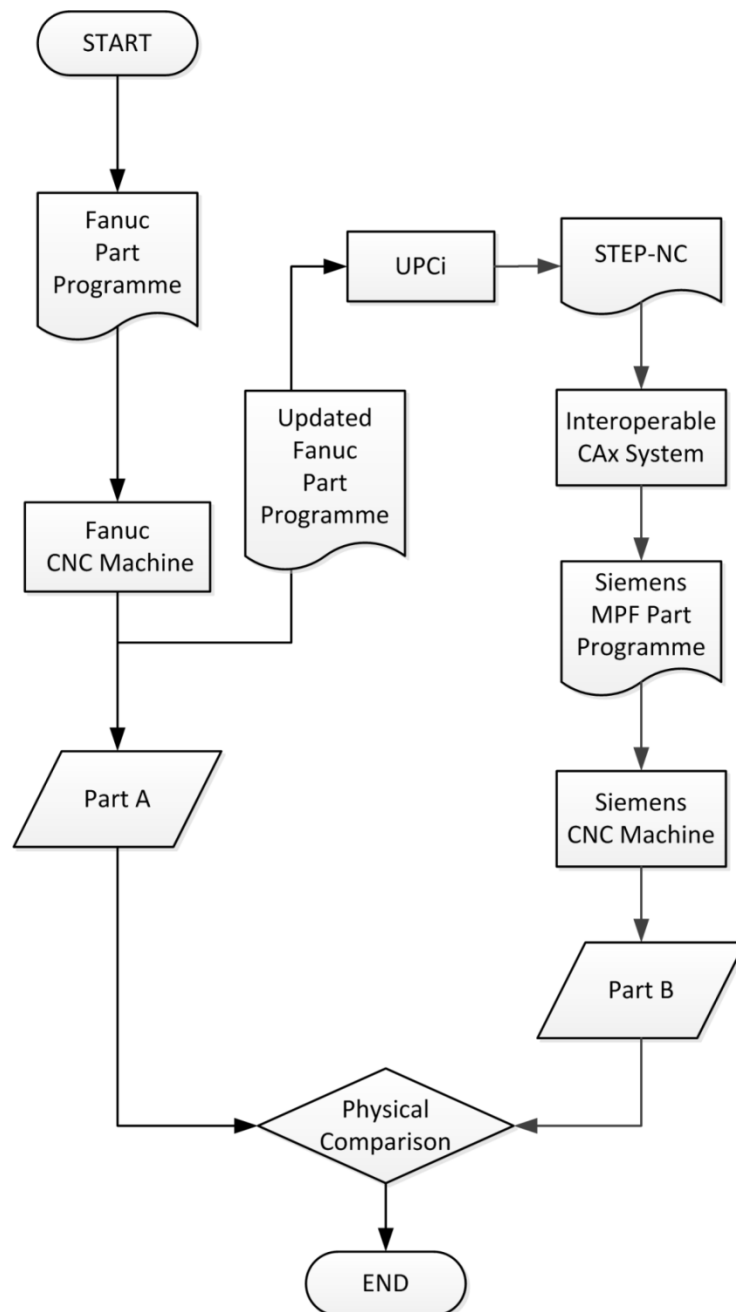 START
Fanuc
Part
Programme
UPCi
STEP-NC
Updated
Fanuc
Part
Programme
Interoperable
CAx System
Fanuc
CNC Machine
Siemens
MPF Part
Programme
Part A
Siemens
CNC Machine
Part B
Physical
Comparison
END